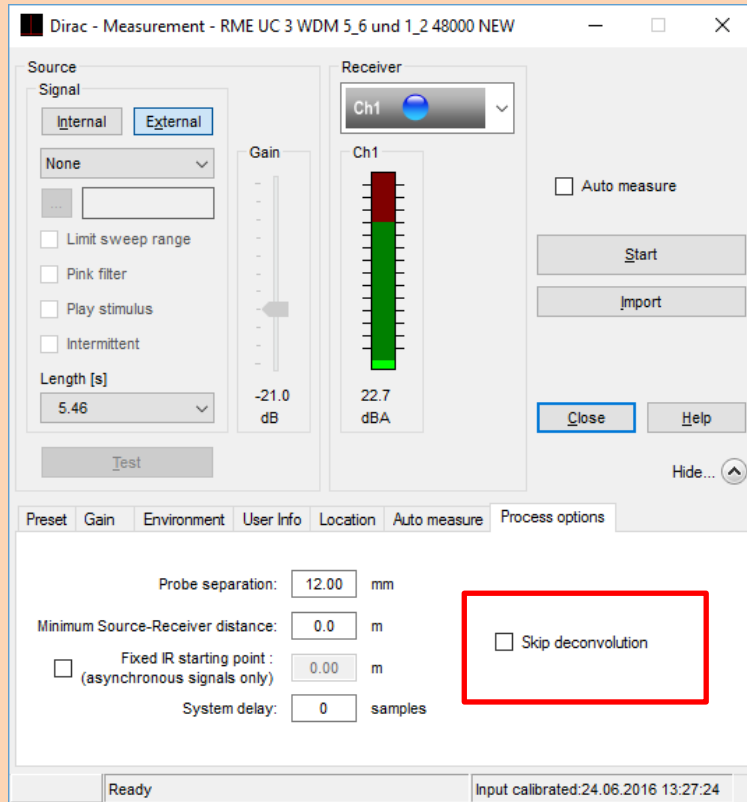 Dirac - Measurement - RME UC 3 WDM 5_6 und 1_2 48000 NEW
Source
Signal
Internal
External
None
...
Limit sweep range
Pink filter
Play stimulus
Intermittent
Length [s]
5.46
Test
Gain
-21.0
dB
Receiver
Ch1
Ch1
22.7
dBA
Auto measure
Start
Import
Close
Help
Hide...
Preset Gain Environment User Info Location Auto measure Process options
Probe separation: 12.00 mm
Minimum Source-Receiver distance: 0.0 m
Fixed IR starting point :
(asynchronous signals only) 0.00 m
System delay: 0 samples
Skip deconvolution
Ready
Input calibrated:24.06.2016 13:27:24